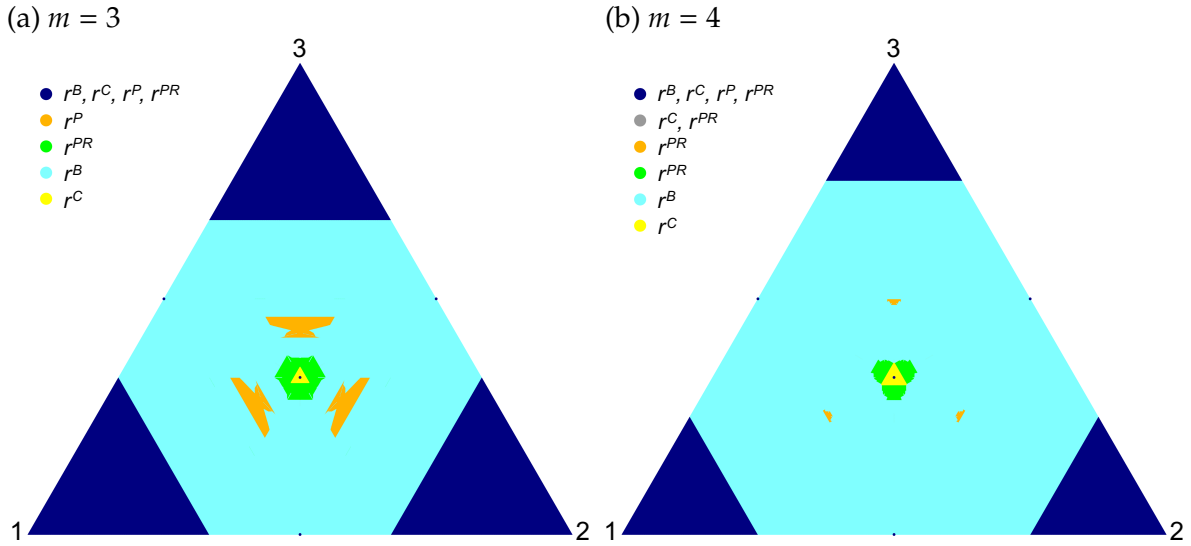 (a) m = 3
3
r^B, r^C, r^P, r^PR
r^P
r^PR
r^B
r^C
1
2
(b) m = 4
3
r^B, r^C, r^P, r^PR
r^C, r^PR
r^PR
r^PR
r^B
r^C
1
2